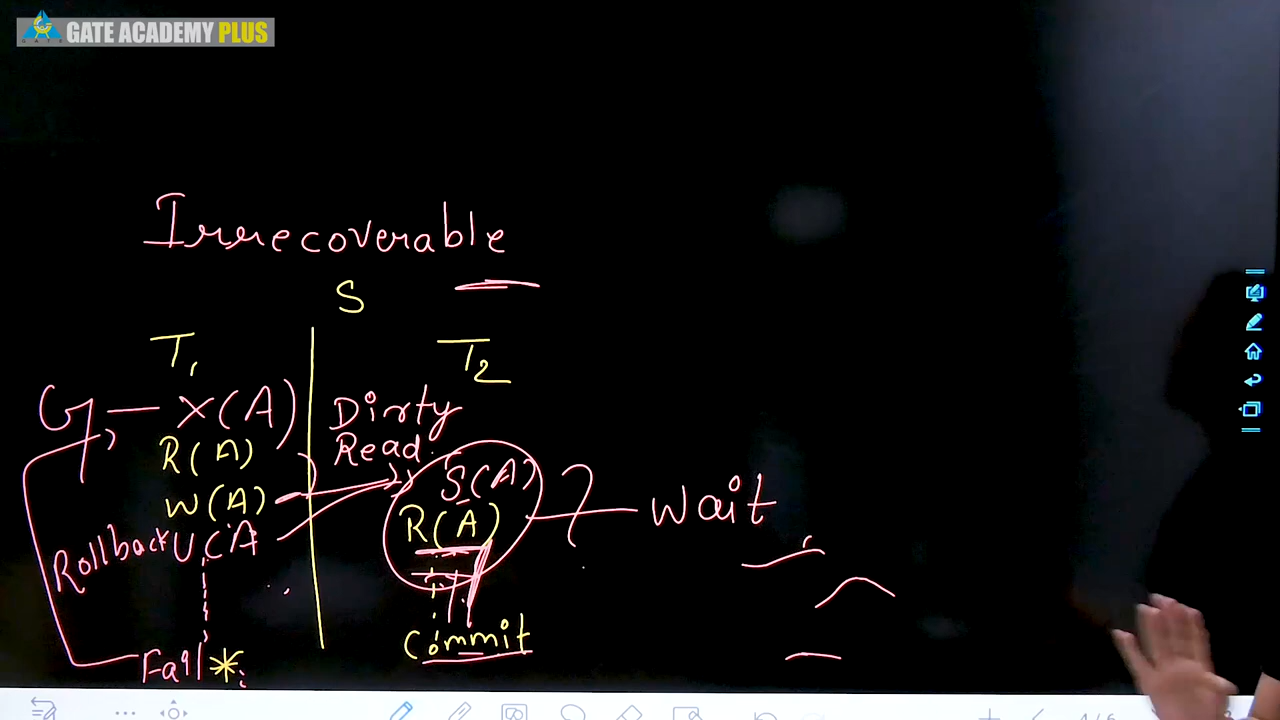 GATE ACADEMY PLUS
Irrecoverable
S
T1 T2
G — X(A)
Dirty
R(A) Read
S(A)
W(A) R(A) ? wait
Rollback U(A
Commit
Fail *